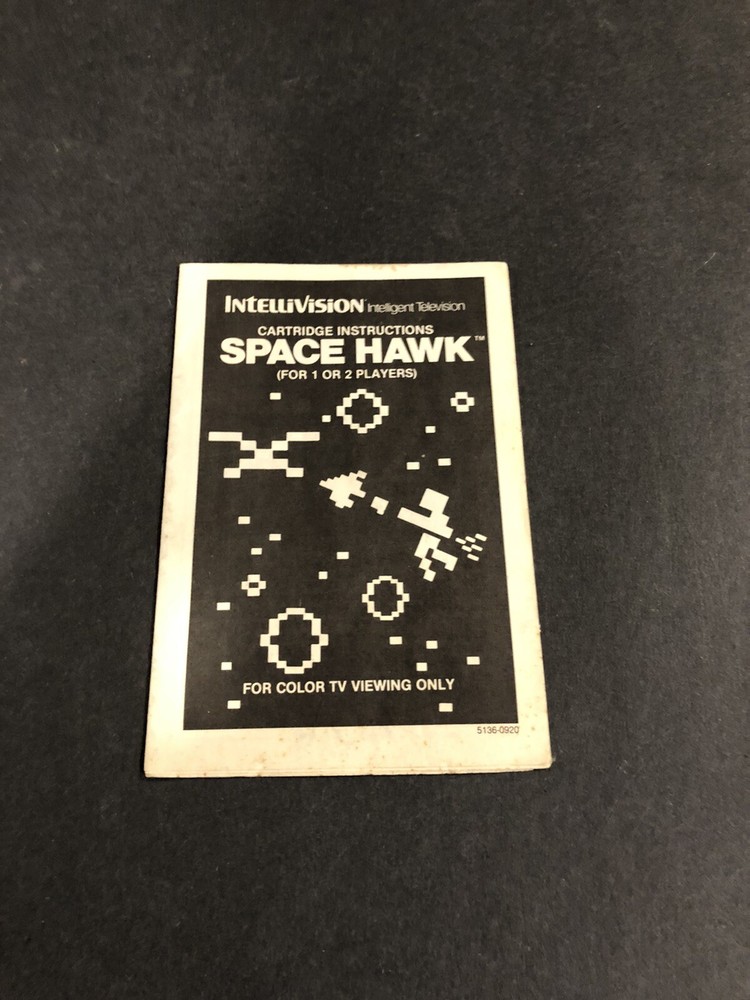 INTELLIVISION Intelligent Television
CARTRIDGE INSTRUCTIONS
SPACE HAWK™
(FOR 1 OR 2 PLAYERS)
FOR COLOR TV VIEWING ONLY
5136-0920